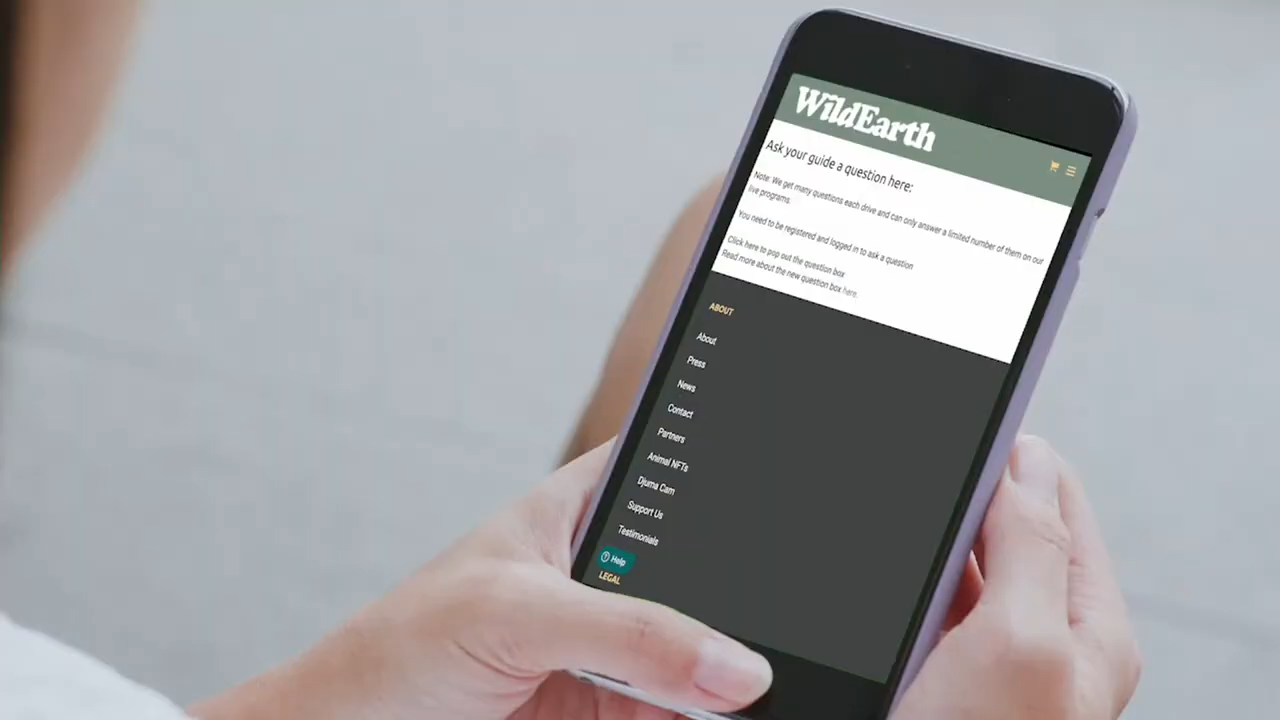 WildEarth
Ask your guide a question here:
Note: We get many questions each drive and can only answer a limited number of them on our
live programs.
You need to be registered and logged in to ask a question
Click here to pop out the question box
Read more about the new question box here.
ABOUT
About
Press
News
Contact
Partners
Animal NFTs
Djuma Cam
Support Us
Testimonials
Help
LEGAL